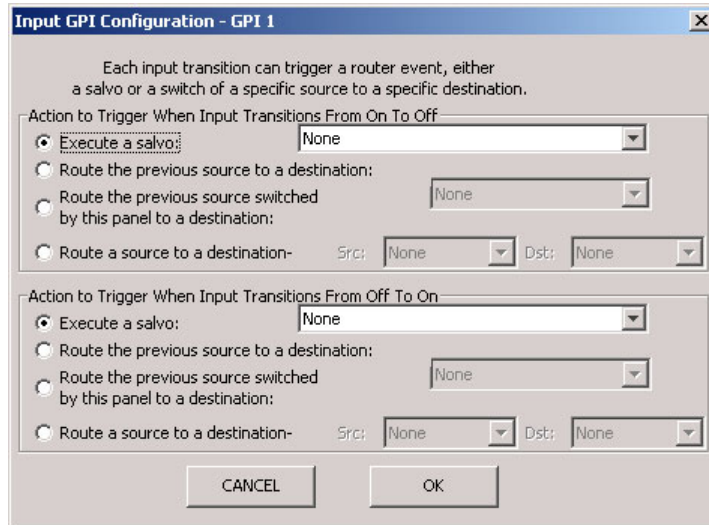 Input GPI Configuration - GPI 1
Each input transition can trigger a router event, either
a salvo or a switch of a specific source to a specific destination.
Action to Trigger When Input Transitions From On To Off
Execute a salvo: None
Route the previous source to a destination:
Route the previous source switched
by this panel to a destination:
None
Route a source to a destination- Src: None Dst: None
Action to Trigger When Input Transitions From Off To On
Execute a salvo: None
Route the previous source to a destination:
Route the previous source switched
by this panel to a destination:
None
Route a source to a destination- Src: None Dst: None
CANCEL OK